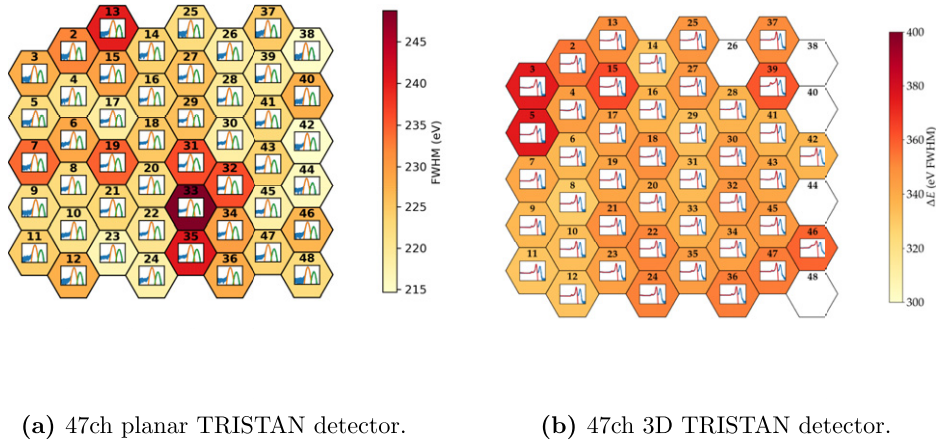 13 25 37
2 14 26 38
3 15 27 39
4 16 28 40
5 17 29 41
6 18 30 42
7 19 31 43
8 20 32 44
9 21 33 45
10 22 34 46
11 23 35 47
12 24 36 48
245
240
235
230
225
220
215
FWHM (eV)
13 25 37
2 14 26 38
3 15 27 39
4 16 28 40
5 17 29 41
6 18 30 42
7 19 31 43
8 20 32 44
9 21 33 45
10 22 34 46
11 23 35 47
12 24 36 48
400
380
360
340
320
300
ΔE (eV FWHM)
(a) 47ch planar TRISTAN detector.
(b) 47ch 3D TRISTAN detector.